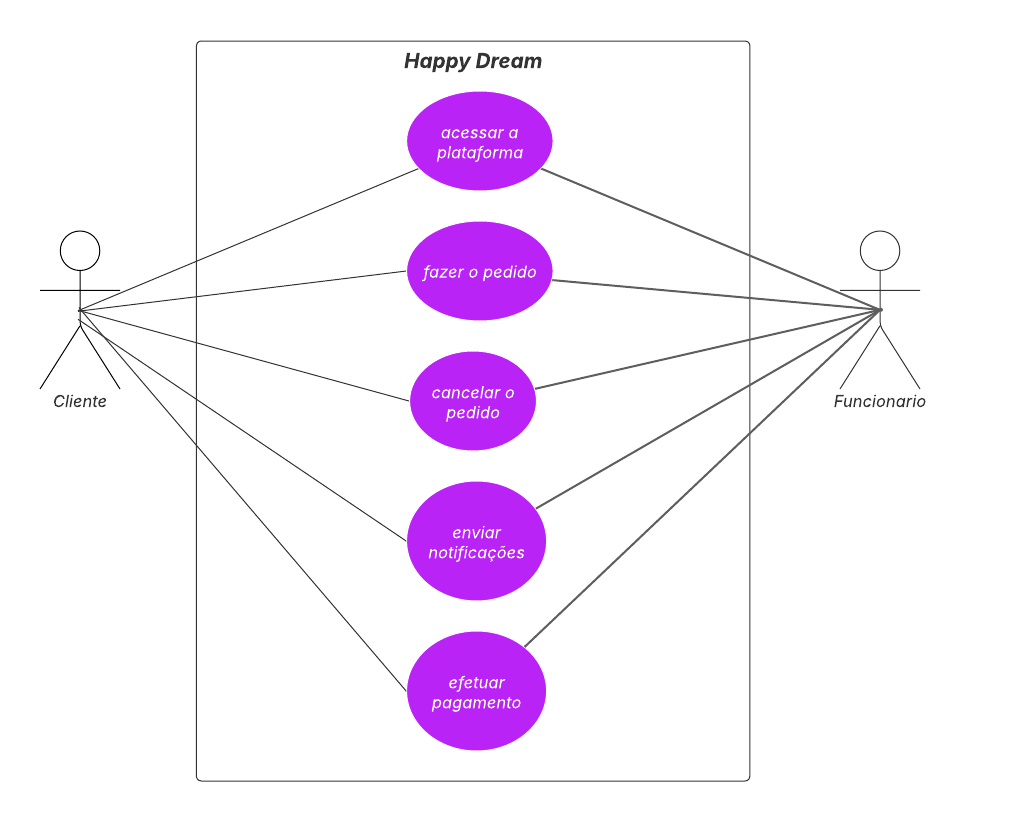 Happy Dream
acessar a
plataforma
fazer o pedido
cancelar o
pedido
Cliente
Funcionario
enviar
notificações
efetuar
pagamento